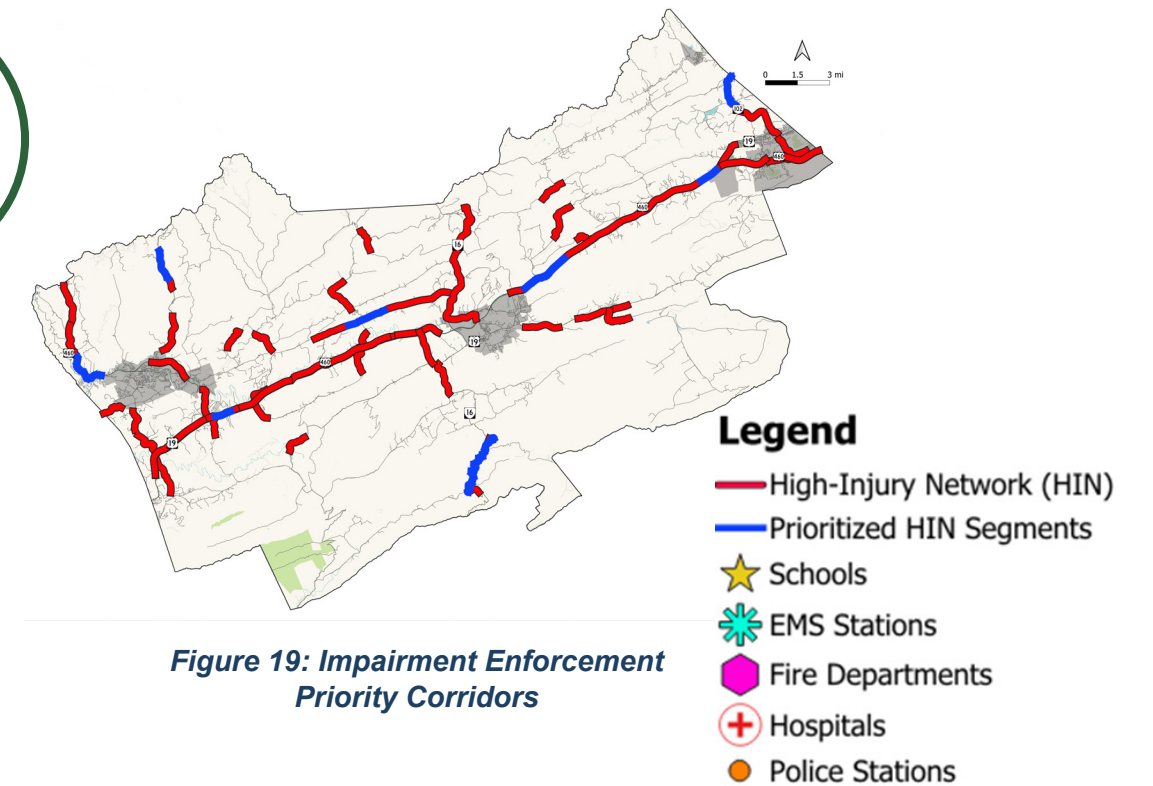 0 1.5 3 mi
102
19
460
460
16
460
19
460
16
19
Legend
High-Injury Network (HIN)
Prioritized HIN Segments
Schools
EMS Stations
Fire Departments
Hospitals
Police Stations
Figure 19: Impairment Enforcement
Priority Corridors